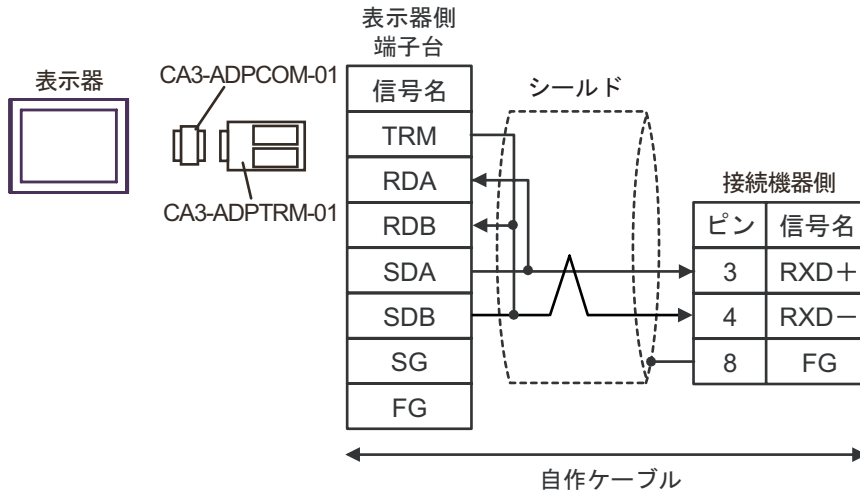 表示器側
端子台
表示器
CA3-ADPCOM-01
CA3-ADPTRM-01
信号名
TRM
RDA
RDB
SDA
SDB
SG
FG
シールド
接続機器側
ピン 信号名
3 RXD＋
4 RXD－
8 FG
自作ケーブル